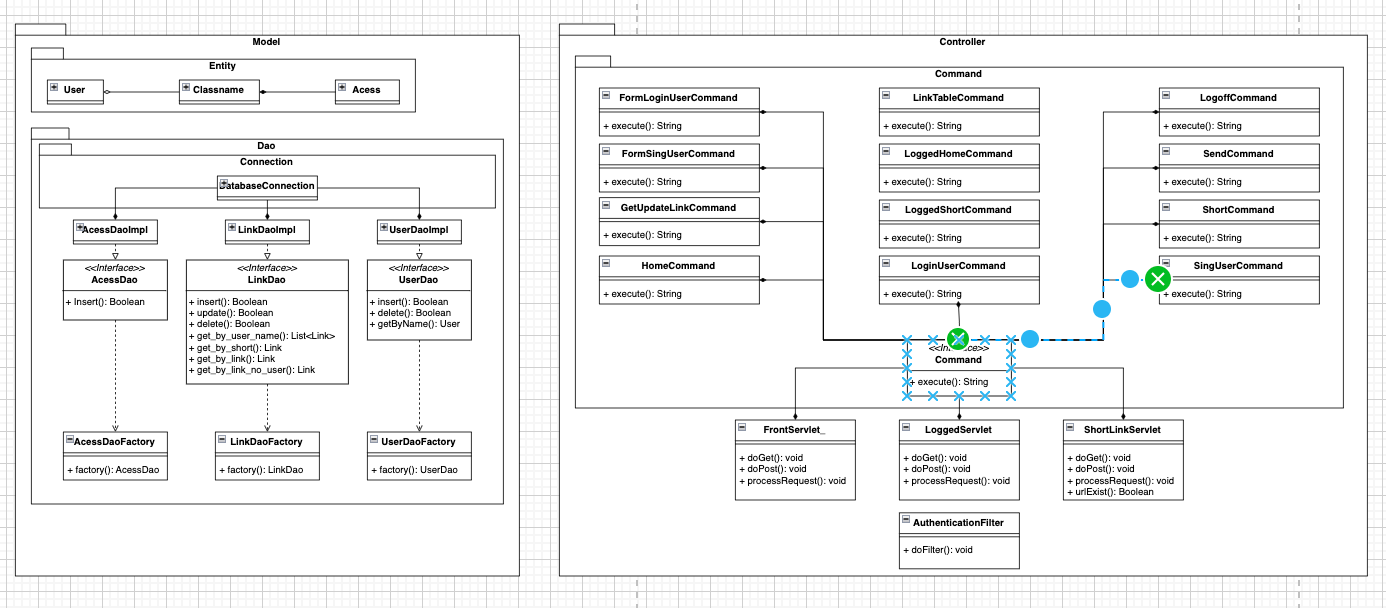 Model
Entity
User
Classname
Acess
Dao
Connection
DatabaseConnection
AcessDaoImpl
LinkDaoImpl
UserDaoImpl
<<Interface>>
AcessDao
+ Insert(): Boolean
<<Interface>>
LinkDao
+ insert(): Boolean
+ update(): Boolean
+ delete(): Boolean
+ get_by_user_name(): List<Link>
+ get_by_short(): Link
+ get_by_link(): Link
+ get_by_link_no_user(): Link
<<Interface>>
UserDao
+ insert(): Boolean
+ delete(): Boolean
+ getByName(): User
AcessDaoFactory
+ factory(): AcessDao
LinkDaoFactory
+ factory(): LinkDao
UserDaoFactory
+ factory(): UserDao
Controller
Command
FormLoginUserCommand
+ execute(): String
FormSingUserCommand
+ execute(): String
GetUpdateLinkCommand
+ execute(): String
HomeCommand
+ execute(): String
LinkTableCommand
+ execute(): String
LoggedHomeCommand
+ execute(): String
LoggedShortCommand
+ execute(): String
LoginUserCommand
+ execute(): String
LogoffCommand
+ execute(): String
SendCommand
+ execute(): String
ShortCommand
+ execute(): String
SingUserCommand
+ execute(): String
<<Interface>>
Command
+ execute(): String
FrontServlet_
+ doGet(): void
+ doPost(): void
+ processRequest(): void
LoggedServlet
+ doGet(): void
+ doPost(): void
+ processRequest(): void
ShortLinkServlet
+ doGet(): void
+ doPost(): void
+ processRequest(): void
+ urlExist(): Boolean
AuthenticationFilter
+ doFilter(): void